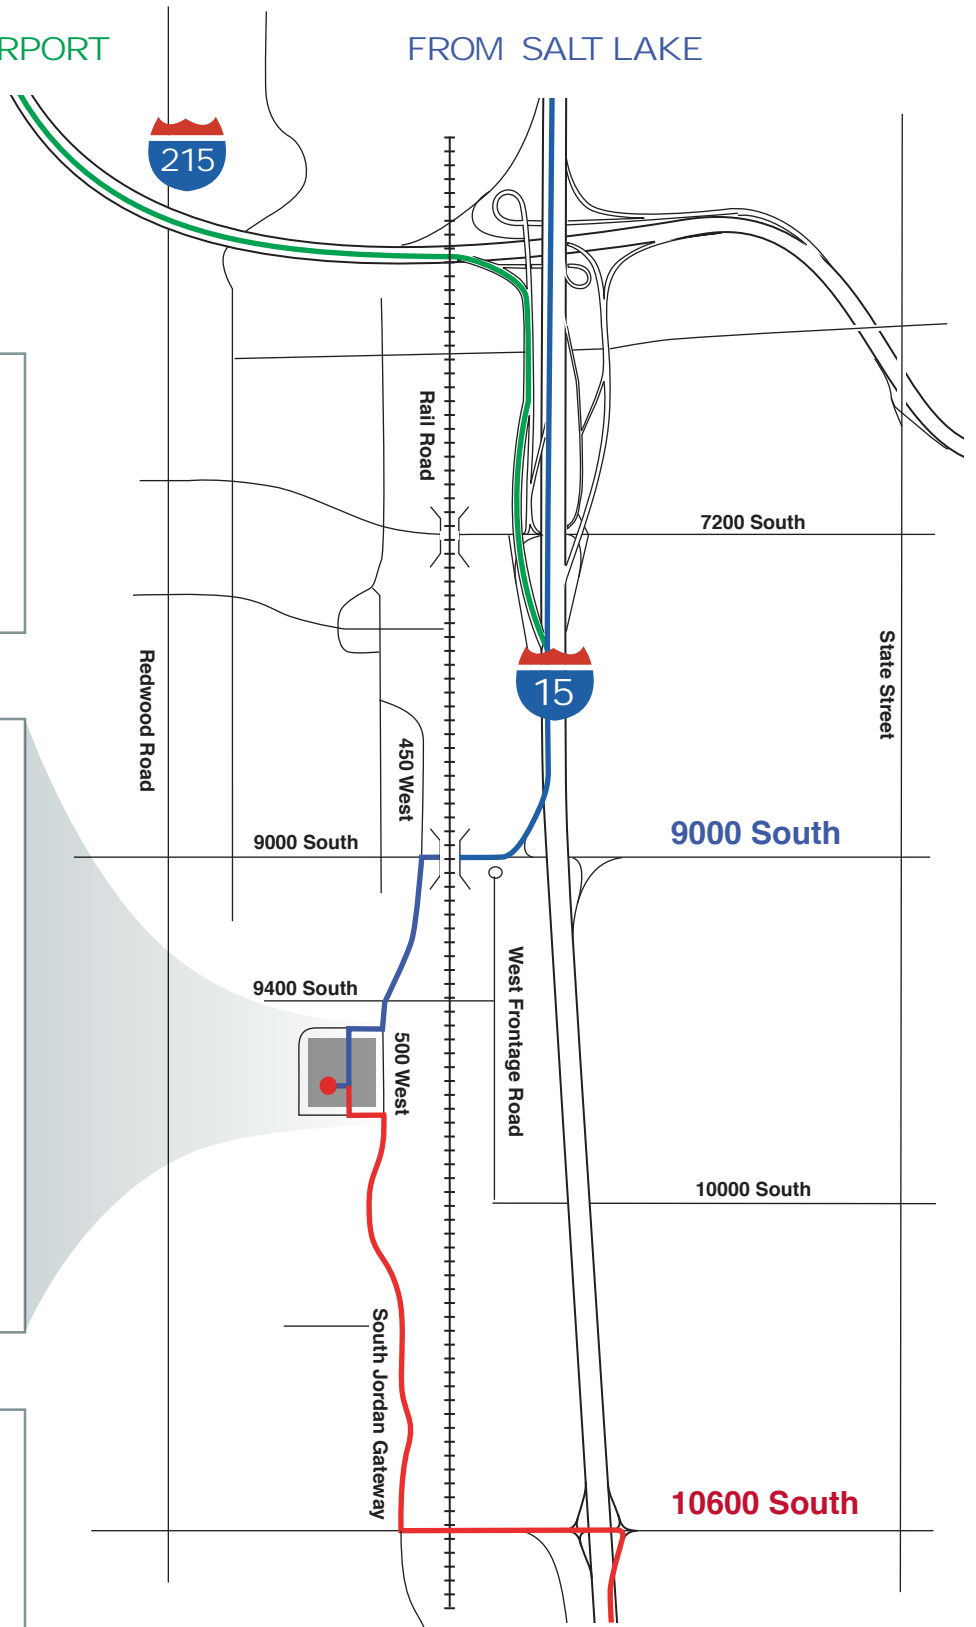 RPORT
FROM SALT LAKE
215
Rail Road
7200 South
State Street
Redwood Road
15
450 West
9000 South
9000 South
West Frontage Road
9400 South
500 West
10000 South
South Jordan Gateway
10600 South